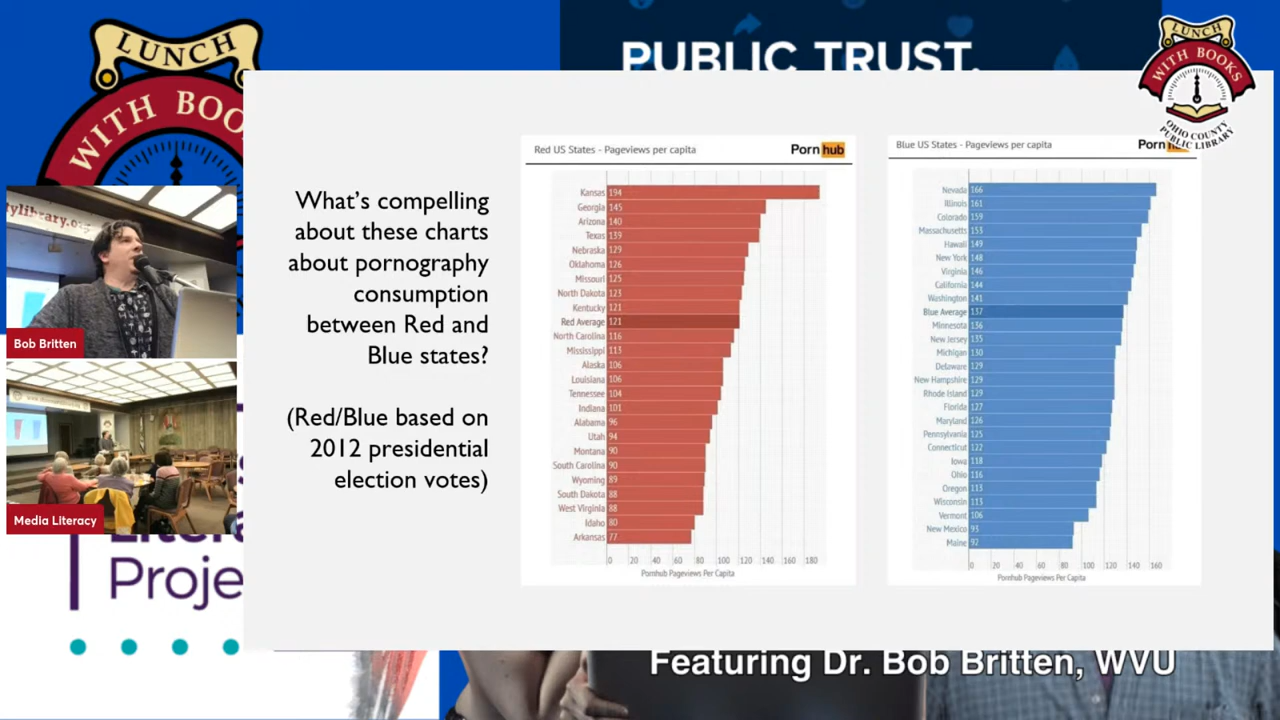 LUNCH
WITH BOO
PUBLIC TRUST.
LUNCH
WITH BOOKS
OHIO COUNTY
PUBLIC LIBRARY
ylibrary.org
Bob Britten
Media Literacy
Proje
What's compelling
about these charts
about pornography
consumption
between Red and
Blue states?
(Red/Blue based on
2012 presidential
election votes)
Red US States - Pageviews per capita
Porn hub
Kansas 194
Georgia 145
Arizona 140
Texas 139
Nebraska 129
Oklahoma 126
Missouri 125
North Dakota 123
Kentucky 121
Red Average 121
North Carolina 116
Mississippi 113
Alaska 106
Louisiana 106
Tennessee 104
Indiana 101
Alabama 96
Utah 94
Montana 90
South Carolina 90
Wyoming 89
South Dakota 88
West Virginia 88
Idaho 80
Arkansas 77
0 20 40 60 80 100 120 140 160 180
Pornhub Pageviews Per Capita
Blue US States - Pageviews per capita
Porn
Nevada 166
Illinois 161
Colorado 159
Massachusetts 153
Hawaii 149
New York 148
Virginia 146
California 144
Washington 141
Blue Average 137
Minnesota 136
New Jersey 135
Michigan 130
Delaware 129
New Hampshire 129
Rhode Island 129
Florida 127
Maryland 126
Pennsylvania 125
Connecticut 122
Iowa 118
Ohio 116
Oregon 113
Wisconsin 113
Vermont 106
New Mexico 93
Maine 92
0 20 40 60 80 100 120 140 160
Pornhub Pageviews Per Capita
Featuring Dr. Bob Britten, WVU